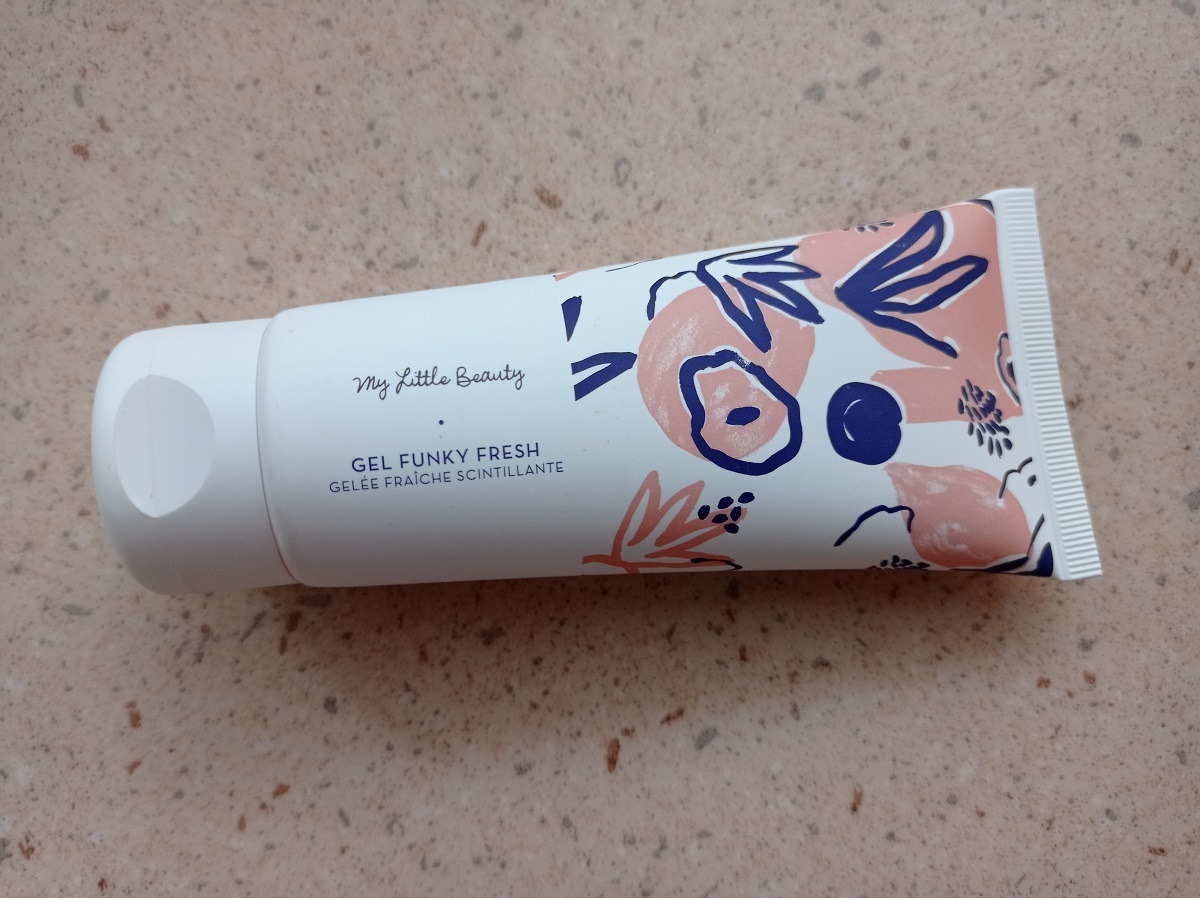 My Little Beauty
GEL FUNKY FRESH
GELÉE FRAÎCHE SCINTILLANTE